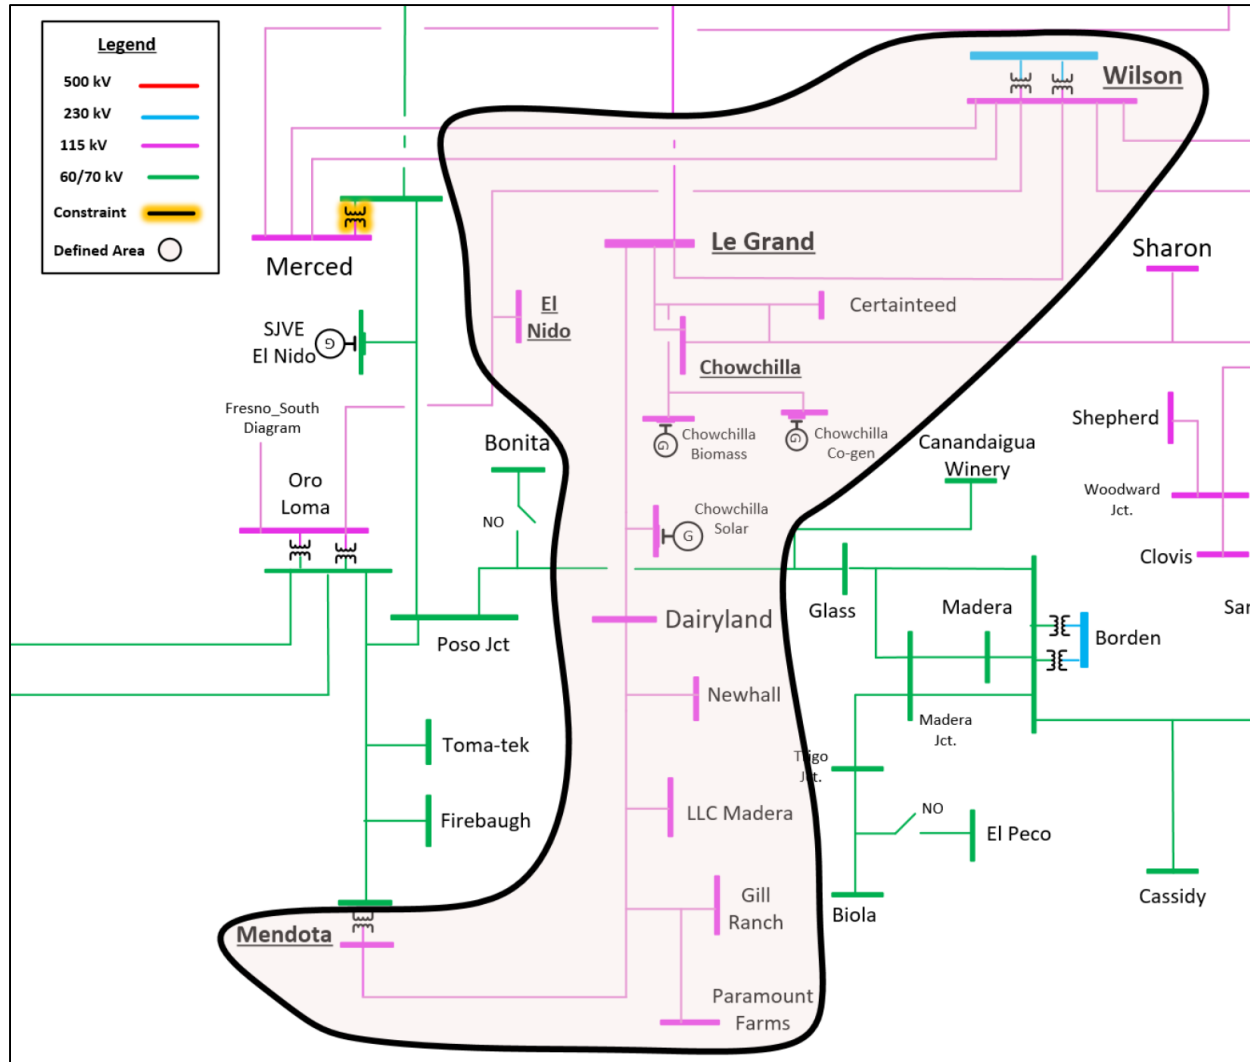 Legend
500 kV
230 kV
115 kV
60/70 kV
Constraint
Defined Area
Wilson
Merced
Le Grand
Sharon
El
Nido
Certainteed
SJVE
El Nido
G
Chowchilla
Fresno_South
Diagram
Bonita
G
Chowchilla
Biomass
G
Chowchilla
Co-gen
Canandaigua
Winery
Shepherd
Oro
Loma
NO
Chowchilla
Solar
G
Woodward
Jct.
Clovis
Glass
Madera
San
Poso Jct
Dairyland
Borden
Newhall
Madera
Jct.
Toma-tek
Trigo
Jct.
LLC Madera
Firebaugh
NO
El Peco
Gill
Ranch
Biola
Cassidy
Mendota
Paramount
Farms